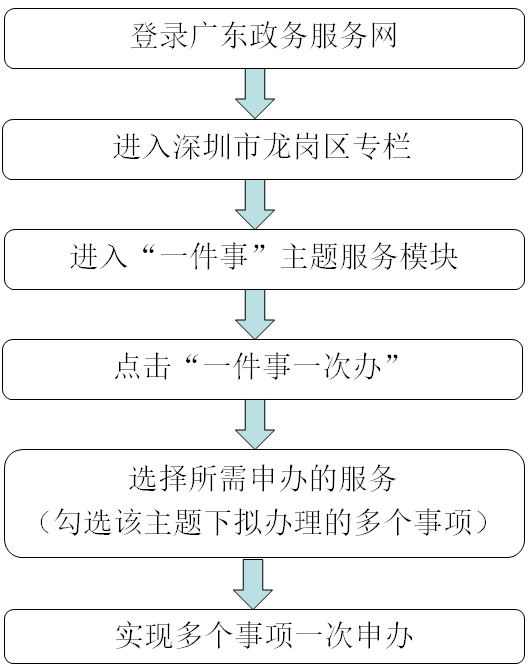 登录广东政务服务网
进入深圳市龙岗区专栏
进入“一件事”主题服务模块
点击“一件事一次办”
选择所需申办的服务
（勾选该主题下拟办理的多个事项）
实现多个事项一次申办